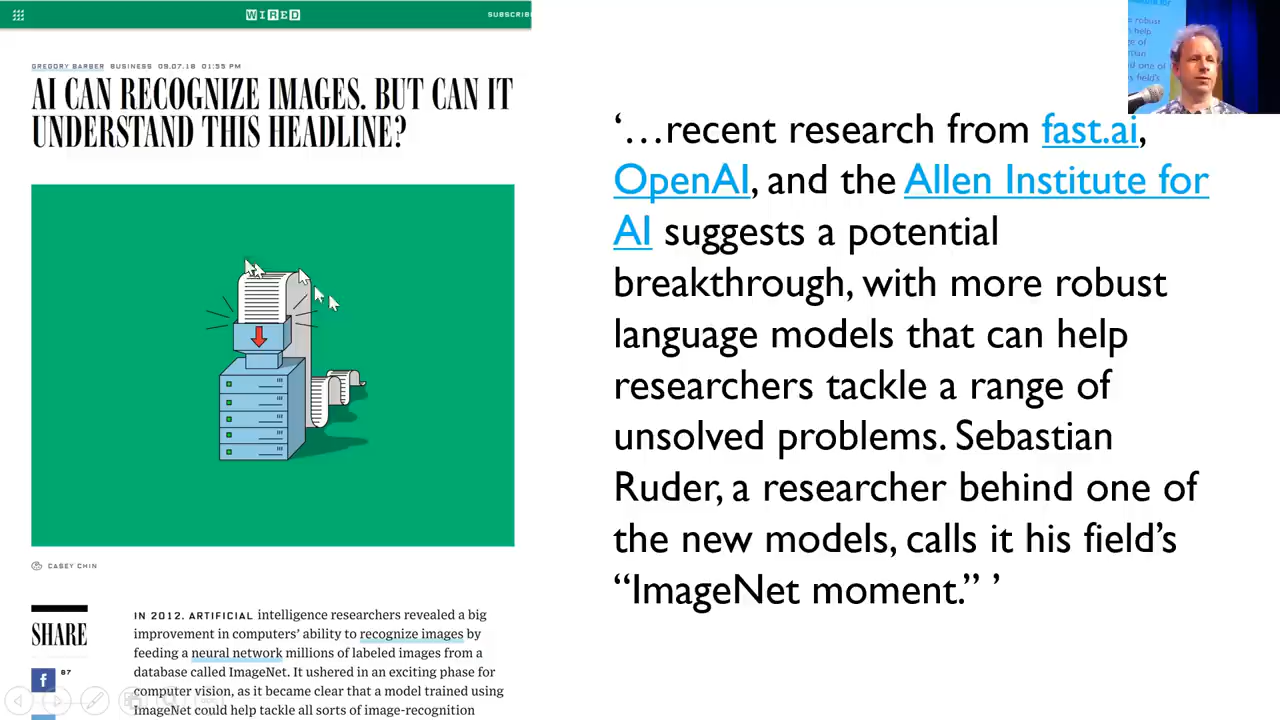 WIRED
SUBSCRIB
GREGORY BARBER BUSINESS 09.07.18 01:55 PM
AI CAN RECOGNIZE IMAGES. BUT CAN IT
UNDERSTAND THIS HEADLINE?
CASEY CHIN
SHARE
87
IN 2012, ARTIFICIAL intelligence researchers revealed a big
improvement in computers’ ability to recognize images by
feeding a neural network millions of labeled images from a
database called ImageNet. It ushered in an exciting phase for
computer vision, as it became clear that a model trained using
ImageNet could help tackle all sorts of image-recognition
‘…recent research from fast.ai,
OpenAI, and the Allen Institute for
AI suggests a potential
breakthrough, with more robust
language models that can help
researchers tackle a range of
unsolved problems. Sebastian
Ruder, a researcher behind one of
the new models, calls it his field’s
“ImageNet moment.” ’